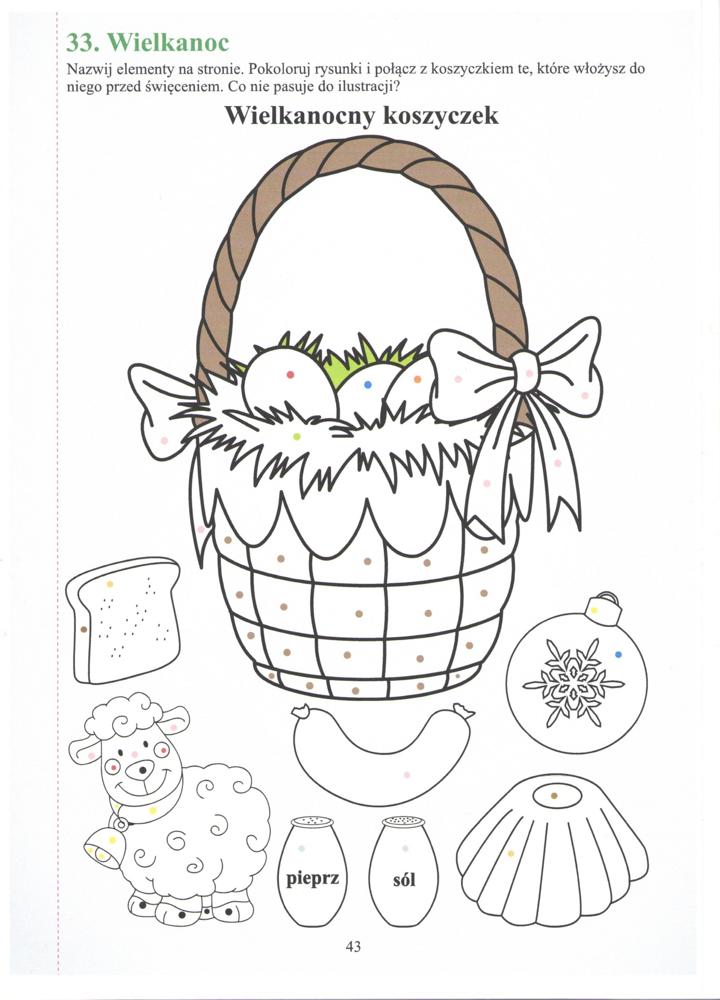 33. Wielkanoc
Nazwij elementy na stronie. Pokoloruj rysunki i połącz z koszyczkiem te, które włożysz do
niego przed święceniem. Co nie pasuje do ilustracji?
Wielkanocny koszyczek
pieprz
sól
43